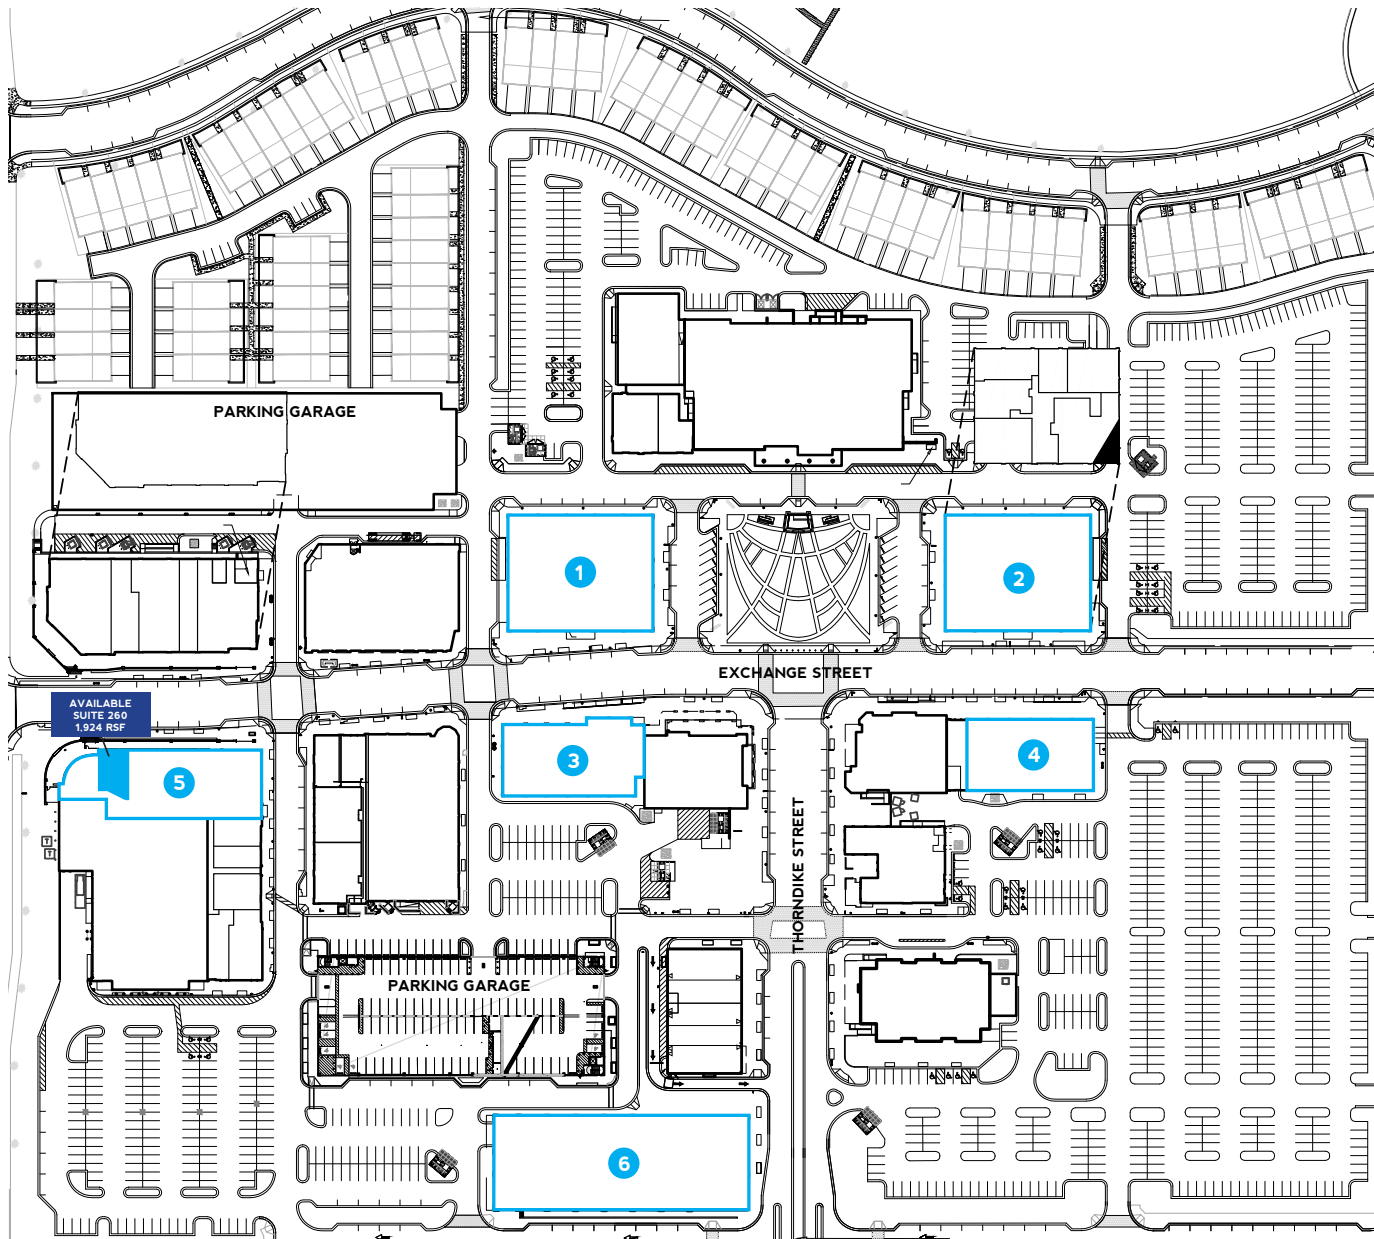 PARKING GARAGE
1
2
EXCHANGE STREET
AVAILABLE
SUITE 260
1,924 RSF
3
4
5
THORNDIKE STREET
PARKING GARAGE
6